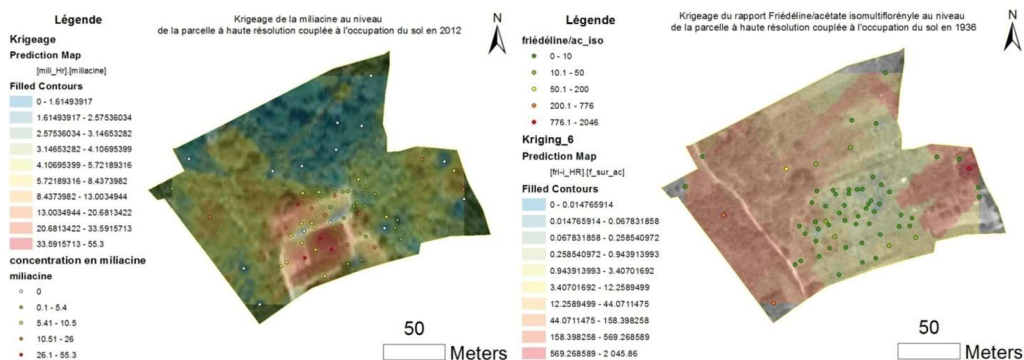 Légende
Krigeage
Prediction Map
[mili_Hr].[miliacine]
Filled Contours
0 - 1.61493917
1.61493917 - 2.57536034
2.57536034 - 3.14653282
3.14653282 - 4.10695399
4.10695399 - 5.72189316
5.72189316 - 8.4373982
8.4373982 - 13.0034944
13.0034944 - 20.6813422
20.6813422 - 33.5915713
33.5915713 - 55.3
concentration en miliacine
miliacine
0
0.1 - 5.4
5.41 - 10.5
10.51 - 26
26.1 - 55.3
Krigeage de la miliacine au niveau
de la parcelle à haute résolution couplée à l'occupation du sol en 2012
N
50
Meters
Légende
friédéline/ac_iso
0 - 10
10.1 - 50
50.1 - 200
200.1 - 776
776.1 - 2046
Kriging_6
Prediction Map
[fri-i_HR].[f_sur_ac]
Filled Contours
0 - 0.014765914
0.014765914 - 0.067831858
0.067831858 - 0.258540972
0.258540972 - 0.943913993
0.943913993 - 3.40701692
3.40701692 - 12.2589499
12.2589499 - 44.0711475
44.0711475 - 158.398258
158.398258 - 569.268589
569.268589 - 2 045.86
Krigeage du rapport Friédéline/acétate isomultiflorényle au niveau
de la parcelle à haute résolution couplée à l'occupation du sol en 1936
N
50
Meters